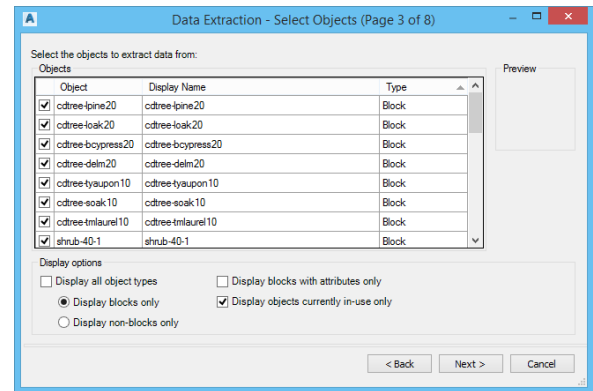 A
Data Extraction - Select Objects (Page 3 of 8)
Select the objects to extract data from:
Objects
Preview
Object Display Name Type
cdtree-lpine20 cdtree-lpine20 Block
cdtree-loak20 cdtree-loak20 Block
cdtree-bcypress20 cdtree-bcypress20 Block
cdtree-delm20 cdtree-delm20 Block
cdtree-tyaupon10 cdtree-tyaupon10 Block
cdtree-soak10 cdtree-soak10 Block
cdtree-tmlaurel10 cdtree-tmlaurel10 Block
shrub-40-1 shrub-40-1 Block
Display options
Display all object types Display blocks with attributes only
Display blocks only Display objects currently in-use only
Display non-blocks only
< Back Next > Cancel